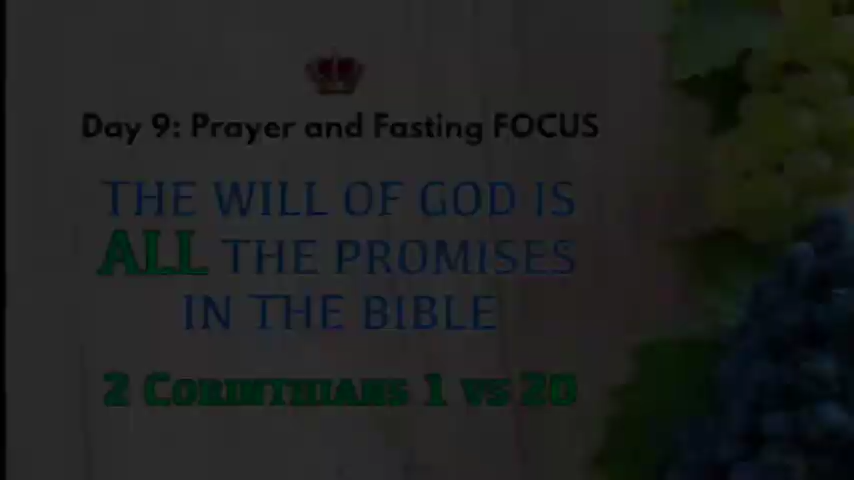 Day 9: Prayer and Fasting FOCUS
THE WILL OF GOD IS
ALL THE PROMISES
IN THE BIBLE
2 Corinthians 1 vs 20